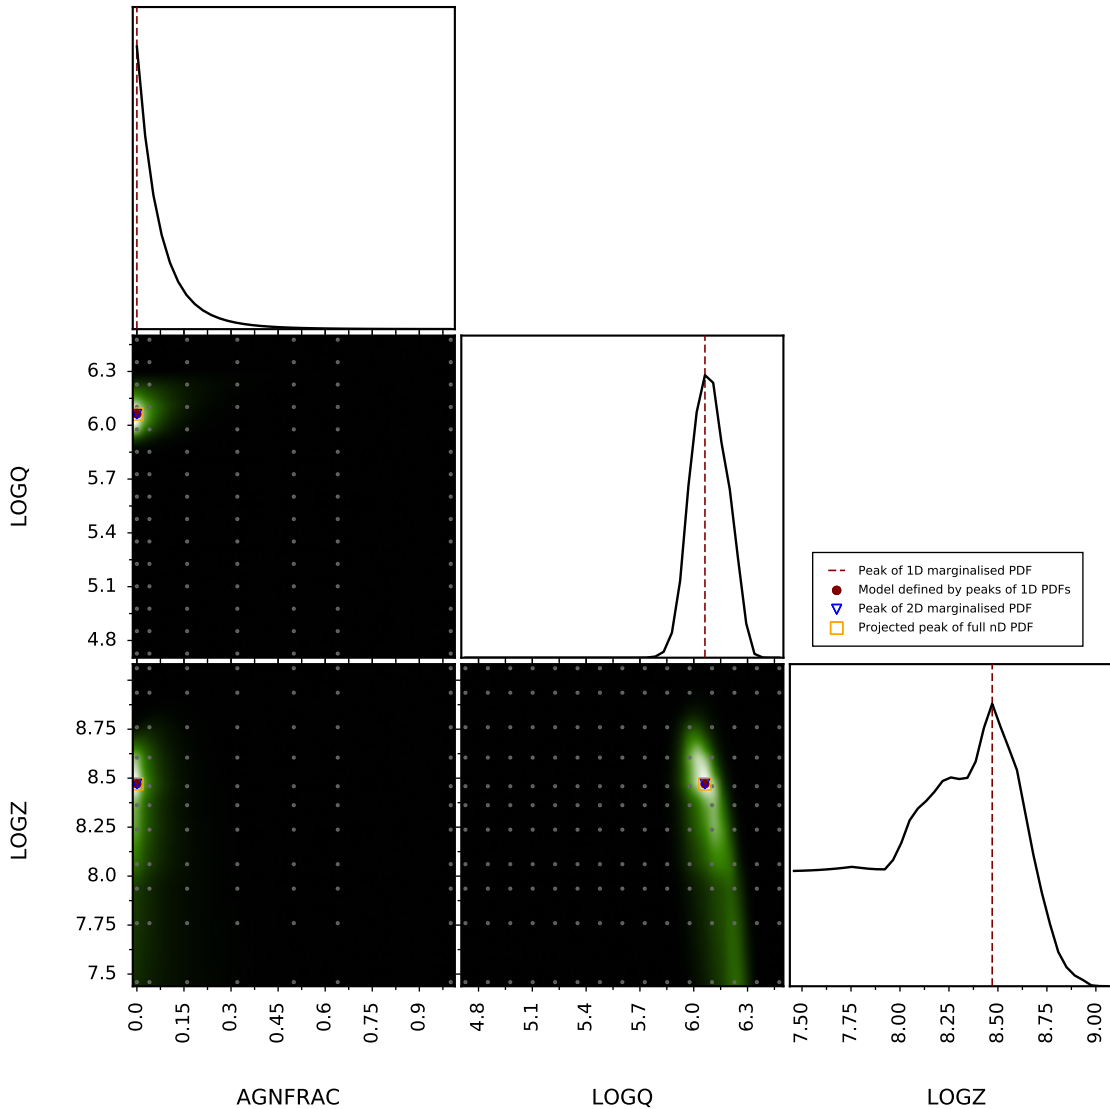 6.3
6.0
5.7
5.4
5.1
4.8
LOGQ
Peak of 1D marginalised PDF
Model defined by peaks of 1D PDFs
Peak of 2D marginalised PDF
Projected peak of full nD PDF
8.75
8.5
8.25
8.0
7.75
7.5
LOGZ
0.0 0.15 0.3 0.45 0.6 0.75 0.9
4.8 5.1 5.4 5.7 6.0 6.3
7.50 7.75 8.00 8.25 8.50 8.75 9.00
AGNFRAC LOGQ LOGZ